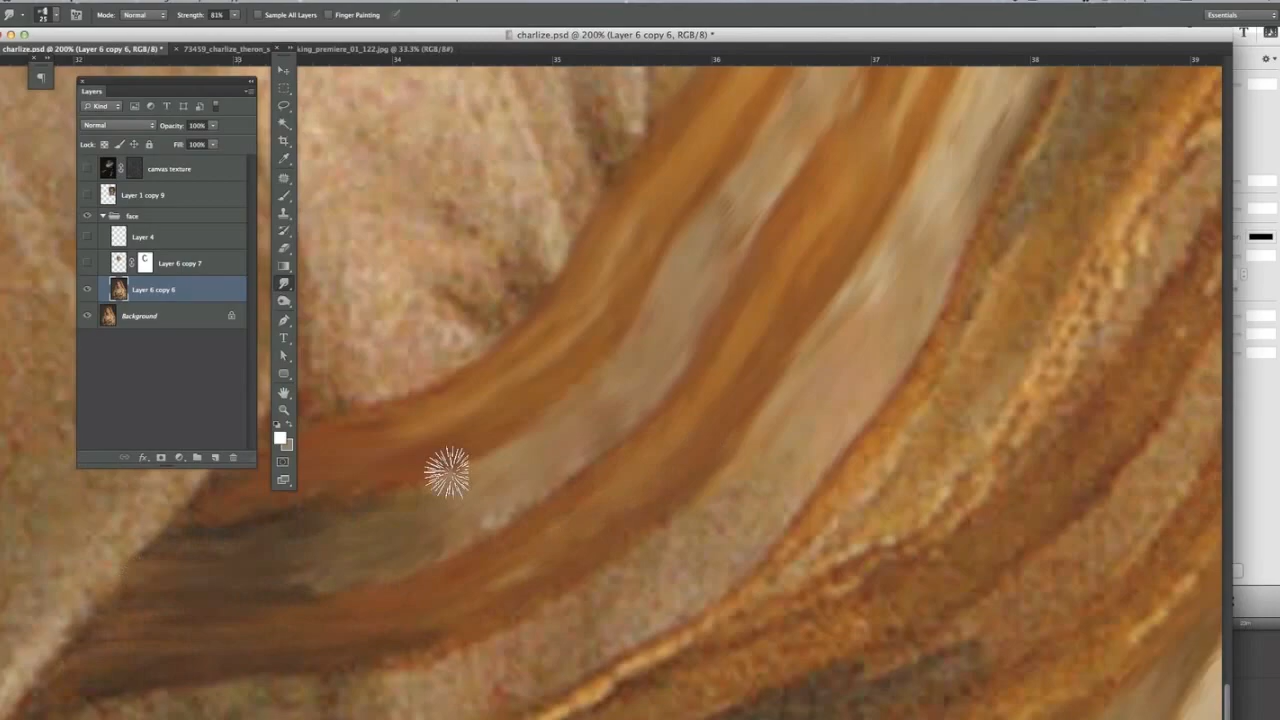 25
Mode: Normal
Strength: 81%
Sample All Layers
Finger Painting
Essentials
charlize.psd @ 200% (Layer 6 copy 6, RGB/8) *
charlize.psd @ 200% (Layer 6 copy 6, RGB/8) *
32 33 34 35 36 37 38 39
Layers
Kind
Normal
Opacity: 100%
Lock:
Fill: 100%
canvas texture
Layer 1 copy 9
face
Layer 4
Layer 6 copy 7
Layer 6 copy 6
Background